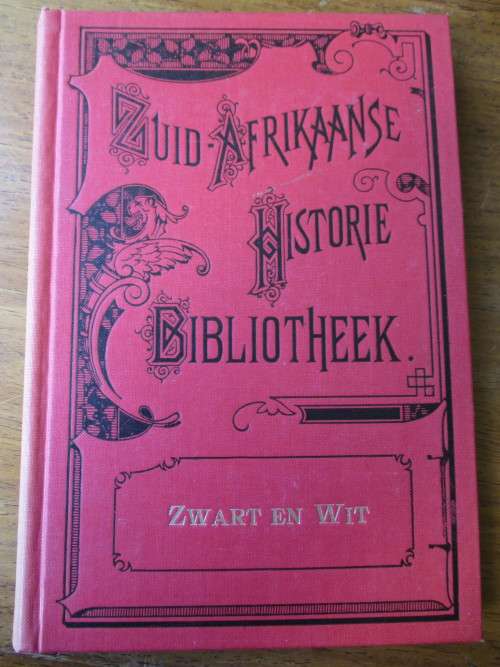 Zuid-Afrikaanse
Historie
Bibliotheek.
Zwart en Wit